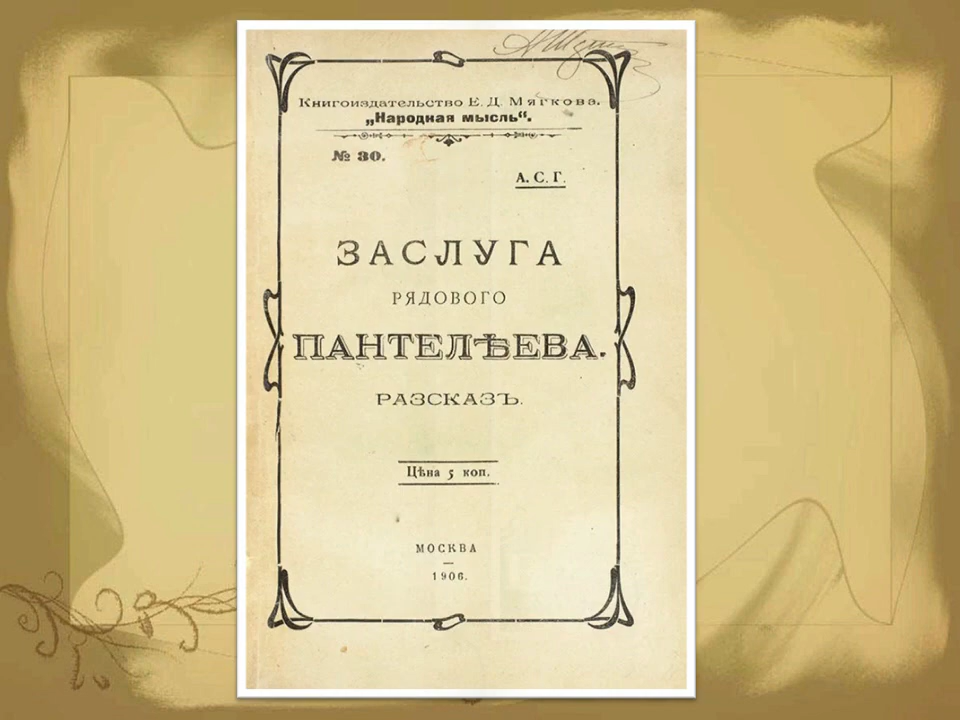 Книгоиздательство Е. Д. Мягкова.
„Народная мысль“.
№ 30.
А. С. Г.
ЗАСЛУГА
РЯДОВОГО
ПАНТЕЛѢЕВА.
РАЗСКАЗЪ.
Цѣна 5 коп.
МОСКВА
1906.